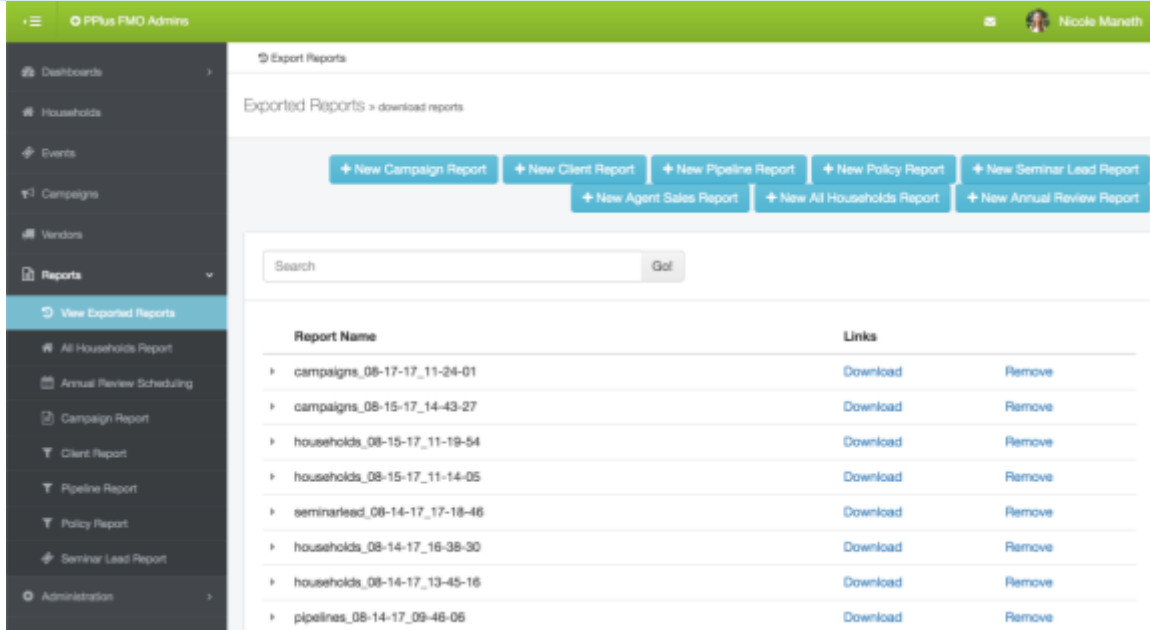 PPlus FMO Admins
Nicole Maneth
Dashboards
Households
Events
Campaigns
Vendors
Reports
View Exported Reports
All Households Report
Annual Review Scheduling
Campaign Report
Client Report
Pipeline Report
Policy Report
Seminar Lead Report
Administration
Export Reports
Exported Reports » download reports
+ New Campaign Report + New Client Report + New Pipeline Report + New Policy Report + New Seminar Lead Report
+ New Agent Sales Report + New All Households Report + New Annual Review Report
Search Go!
Report Name Links
campaigns_08-17-17_11-24-01 Download Remove
campaigns_08-15-17_14-43-27 Download Remove
households_08-15-17_11-19-54 Download Remove
households_08-15-17_11-14-05 Download Remove
seminarlead_08-14-17_17-18-46 Download Remove
households_08-14-17_16-38-30 Download Remove
households_08-14-17_13-45-16 Download Remove
pipelines_08-14-17_09-46-06 Download Remove